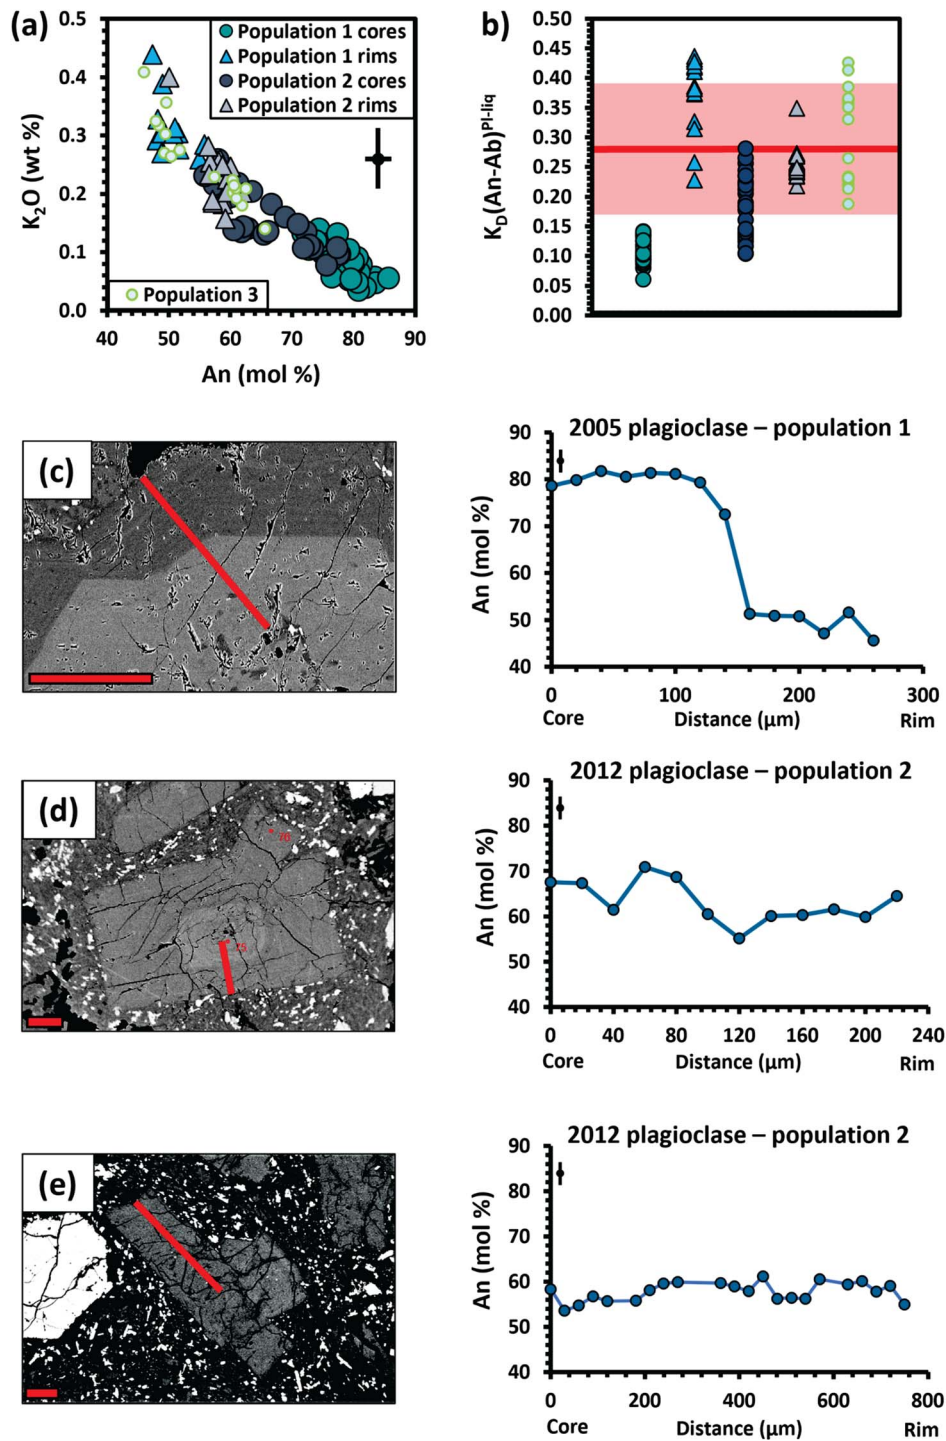 (a)
0.5
0.4
0.3
0.2
0.1
0.0
K₂O (wt %)
Population 1 cores
Population 1 rims
Population 2 cores
Population 2 rims
Population 3
40 50 60 70 80 90
An (mol %)
(b)
0.50
0.45
0.40
0.35
0.30
0.25
0.20
0.15
0.10
0.05
0.00
K_D(An-Ab)^Pl-liq
(c)
2005 plagioclase – population 1
90
80
70
60
50
40
An (mol %)
0 100 200 300
Core Distance (µm) Rim
(d)
76
75
2012 plagioclase – population 2
90
80
70
60
50
40
An (mol %)
0 40 80 120 160 200 240
Core Distance (µm) Rim
(e)
2012 plagioclase – population 2
90
80
70
60
50
40
An (mol %)
0 200 400 600 800
Core Distance (µm) Rim